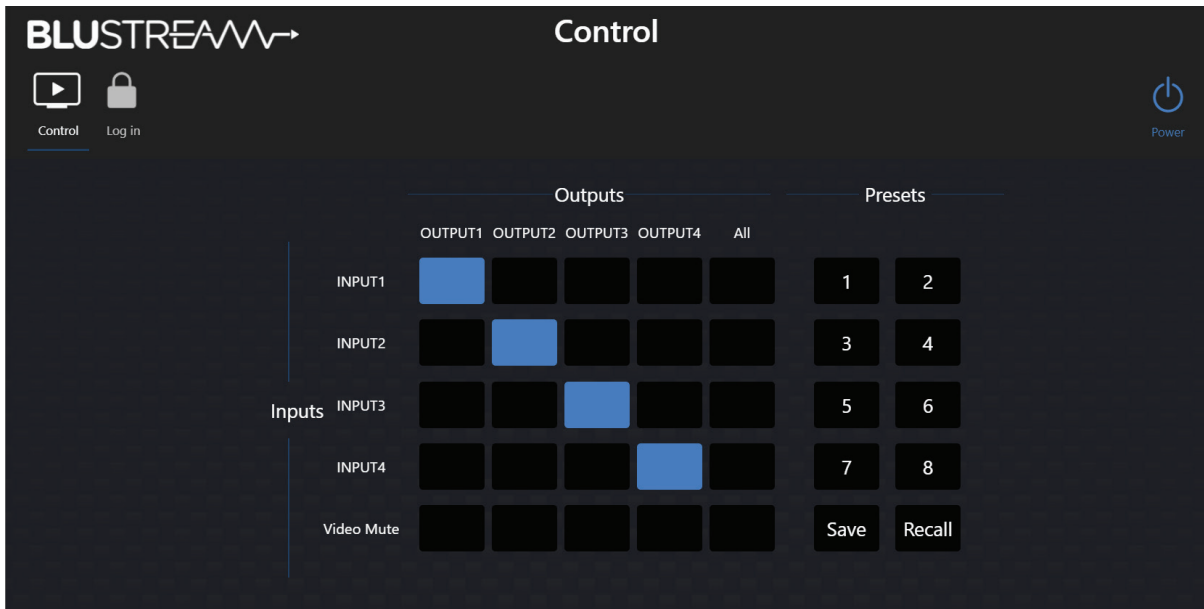 BLUSTREAM
Control
Control Log in
Power
Outputs Presets
OUTPUT1 OUTPUT2 OUTPUT3 OUTPUT4 All
INPUT1 1 2
INPUT2 3 4
Inputs INPUT3 5 6
INPUT4 7 8
Video Mute Save Recall